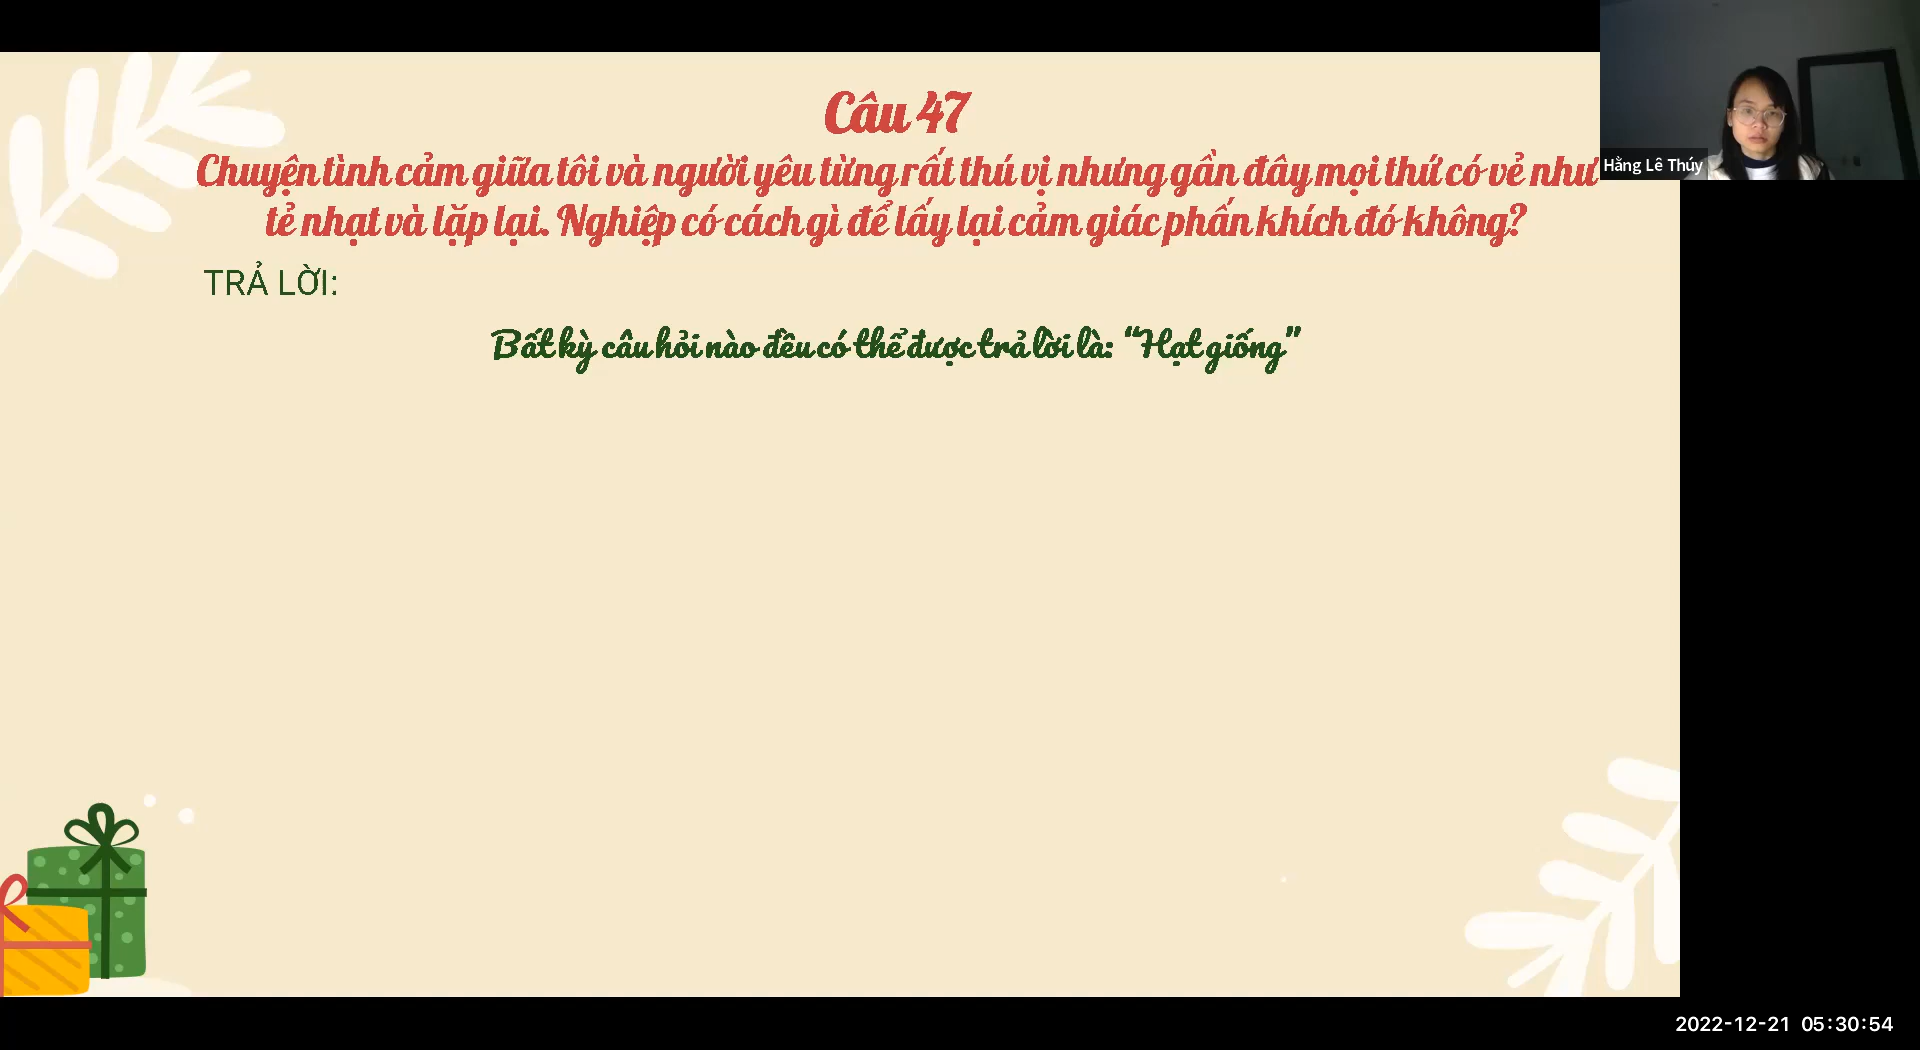 Câu 47
Chuyện tình cảm giữa tôi và người yêu từng rất thú vị nhưng gần đây mọi thứ có vẻ như
tẻ nhạt và lặp lại. Nghiệp có cách gì để lấy lại cảm giác phấn khích đó không?
Hằng Lê Thúy
TRẢ LỜI:
Bất kỳ câu hỏi nào đều có thể được trả lời là: “Hạt giống”
2022-12-21 05:30:54